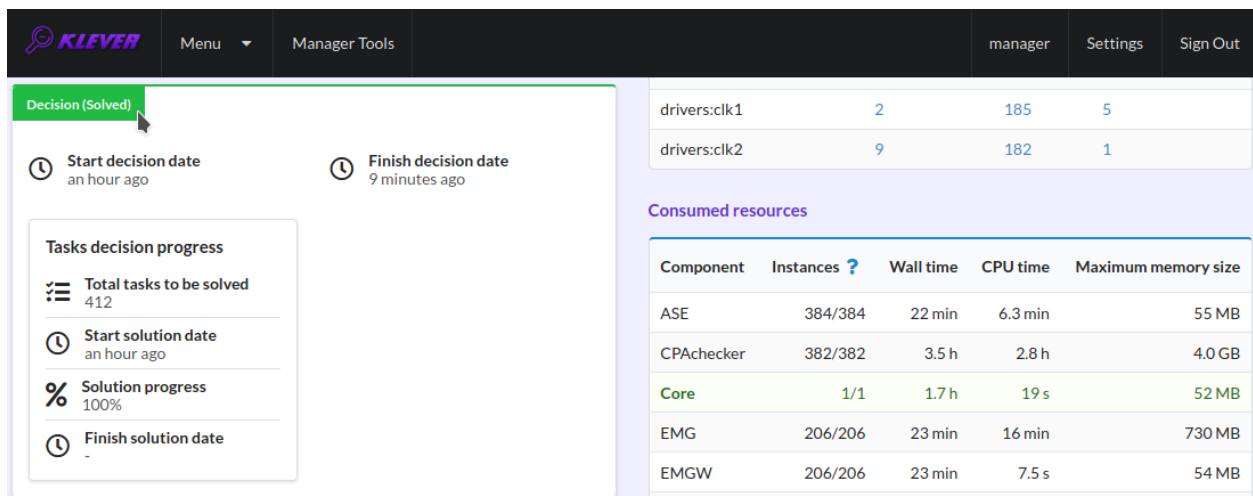 KLEVER Menu Manager Tools manager Settings Sign Out
Decision (Solved)
Start decision date
an hour ago
Finish decision date
9 minutes ago
Tasks decision progress
Total tasks to be solved
412
Start solution date
an hour ago
Solution progress
100%
Finish solution date
-
drivers:clk1 2 185 5
drivers:clk2 9 182 1
Consumed resources
Component Instances ? Wall time CPU time Maximum memory size
ASE 384/384 22 min 6.3 min 55 MB
CPAchecker 382/382 3.5 h 2.8 h 4.0 GB
Core 1/1 1.7 h 19 s 52 MB
EMG 206/206 23 min 16 min 730 MB
EMGW 206/206 23 min 7.5 s 54 MB